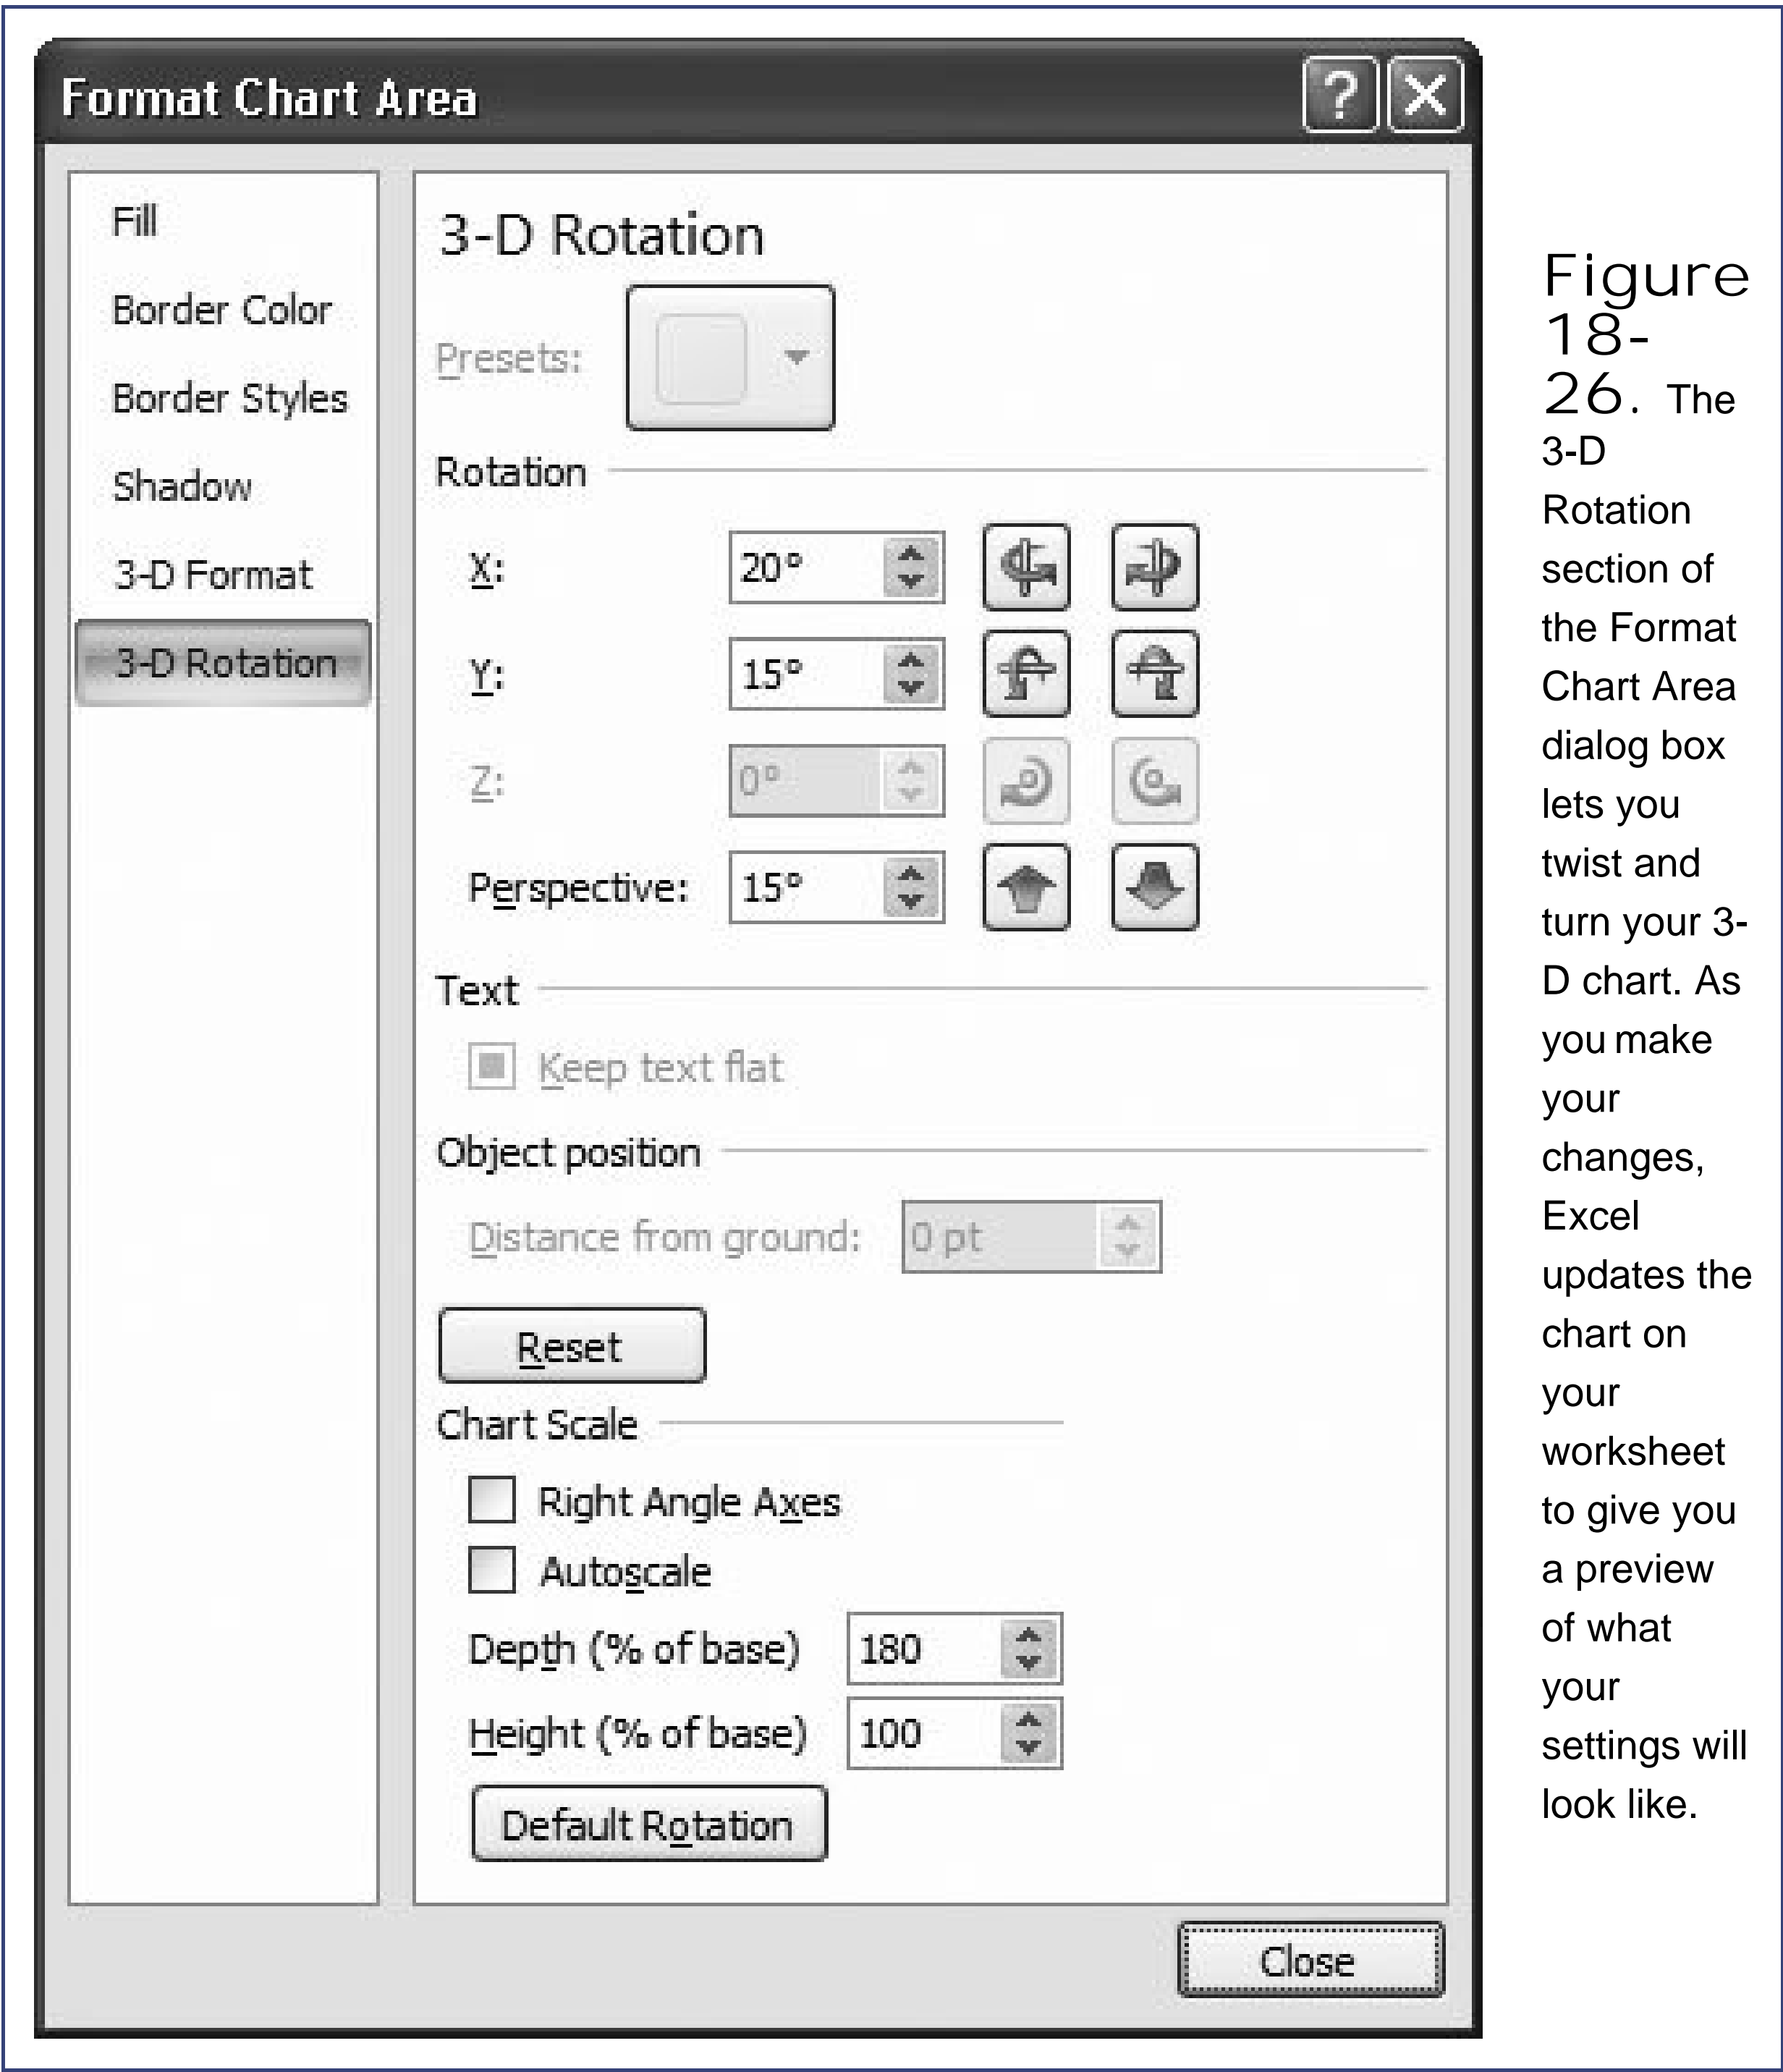 Format Chart Area
Fill
Border Color
Border Styles
Shadow
3-D Format
3-D Rotation
3-D Rotation
Presets:
Rotation
X: 20°
Y: 15°
Z: 0°
Perspective: 15°
Text
Keep text flat
Object position
Distance from ground: 0 pt
Reset
Chart Scale
Right Angle Axes
Autoscale
Depth (% of base) 180
Height (% of base) 100
Default Rotation
Close
Figure
18-
26. The
3-D
Rotation
section of
the Format
Chart Area
dialog box
lets you
twist and
turn your 3-
D chart. As
you make
your
changes,
Excel
updates the
chart on
your
worksheet
to give you
a preview
of what
your
settings will
look like.